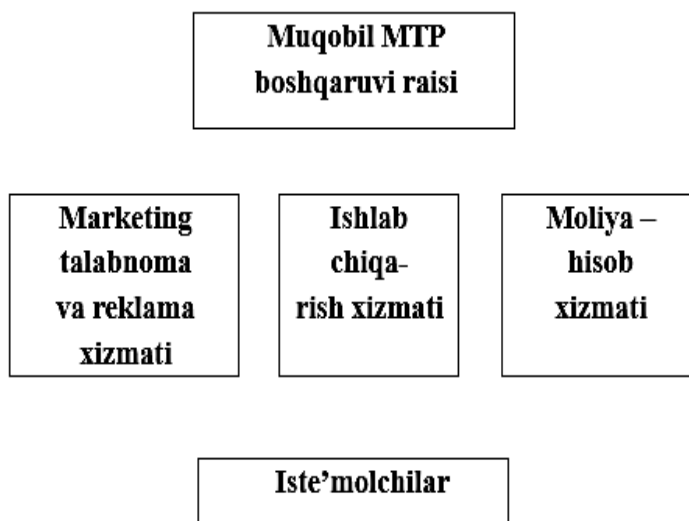 Muqobil MTP
boshqaruvi raisi
Marketing
talabnoma
va reklama
xizmati
Ishlab
chiqa-
rish xizmati
Moliya –
hisob
xizmati
Iste’molchilar